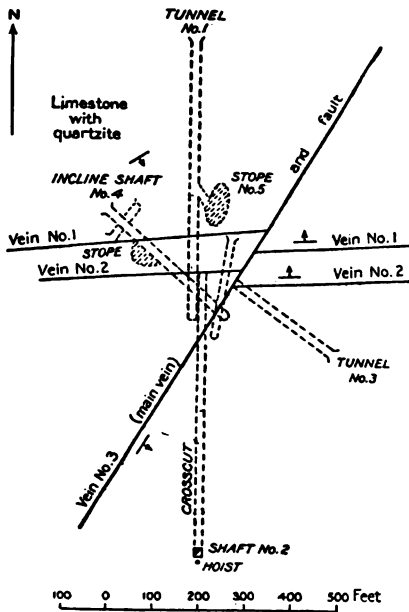 N
TUNNEL
No.1
Limestone
with
quartzite
and fault
INCLINE SHAFT
No.4
STOPE
No.5
Vein No.1
Vein No.1
STOPE
Vein No.2
Vein No.2
TUNNEL
No.3
Vein No.3 (main vein)
CROSSCUT
SHAFT No.2
HOIST
100 0 100 200 300 400 500 Feet